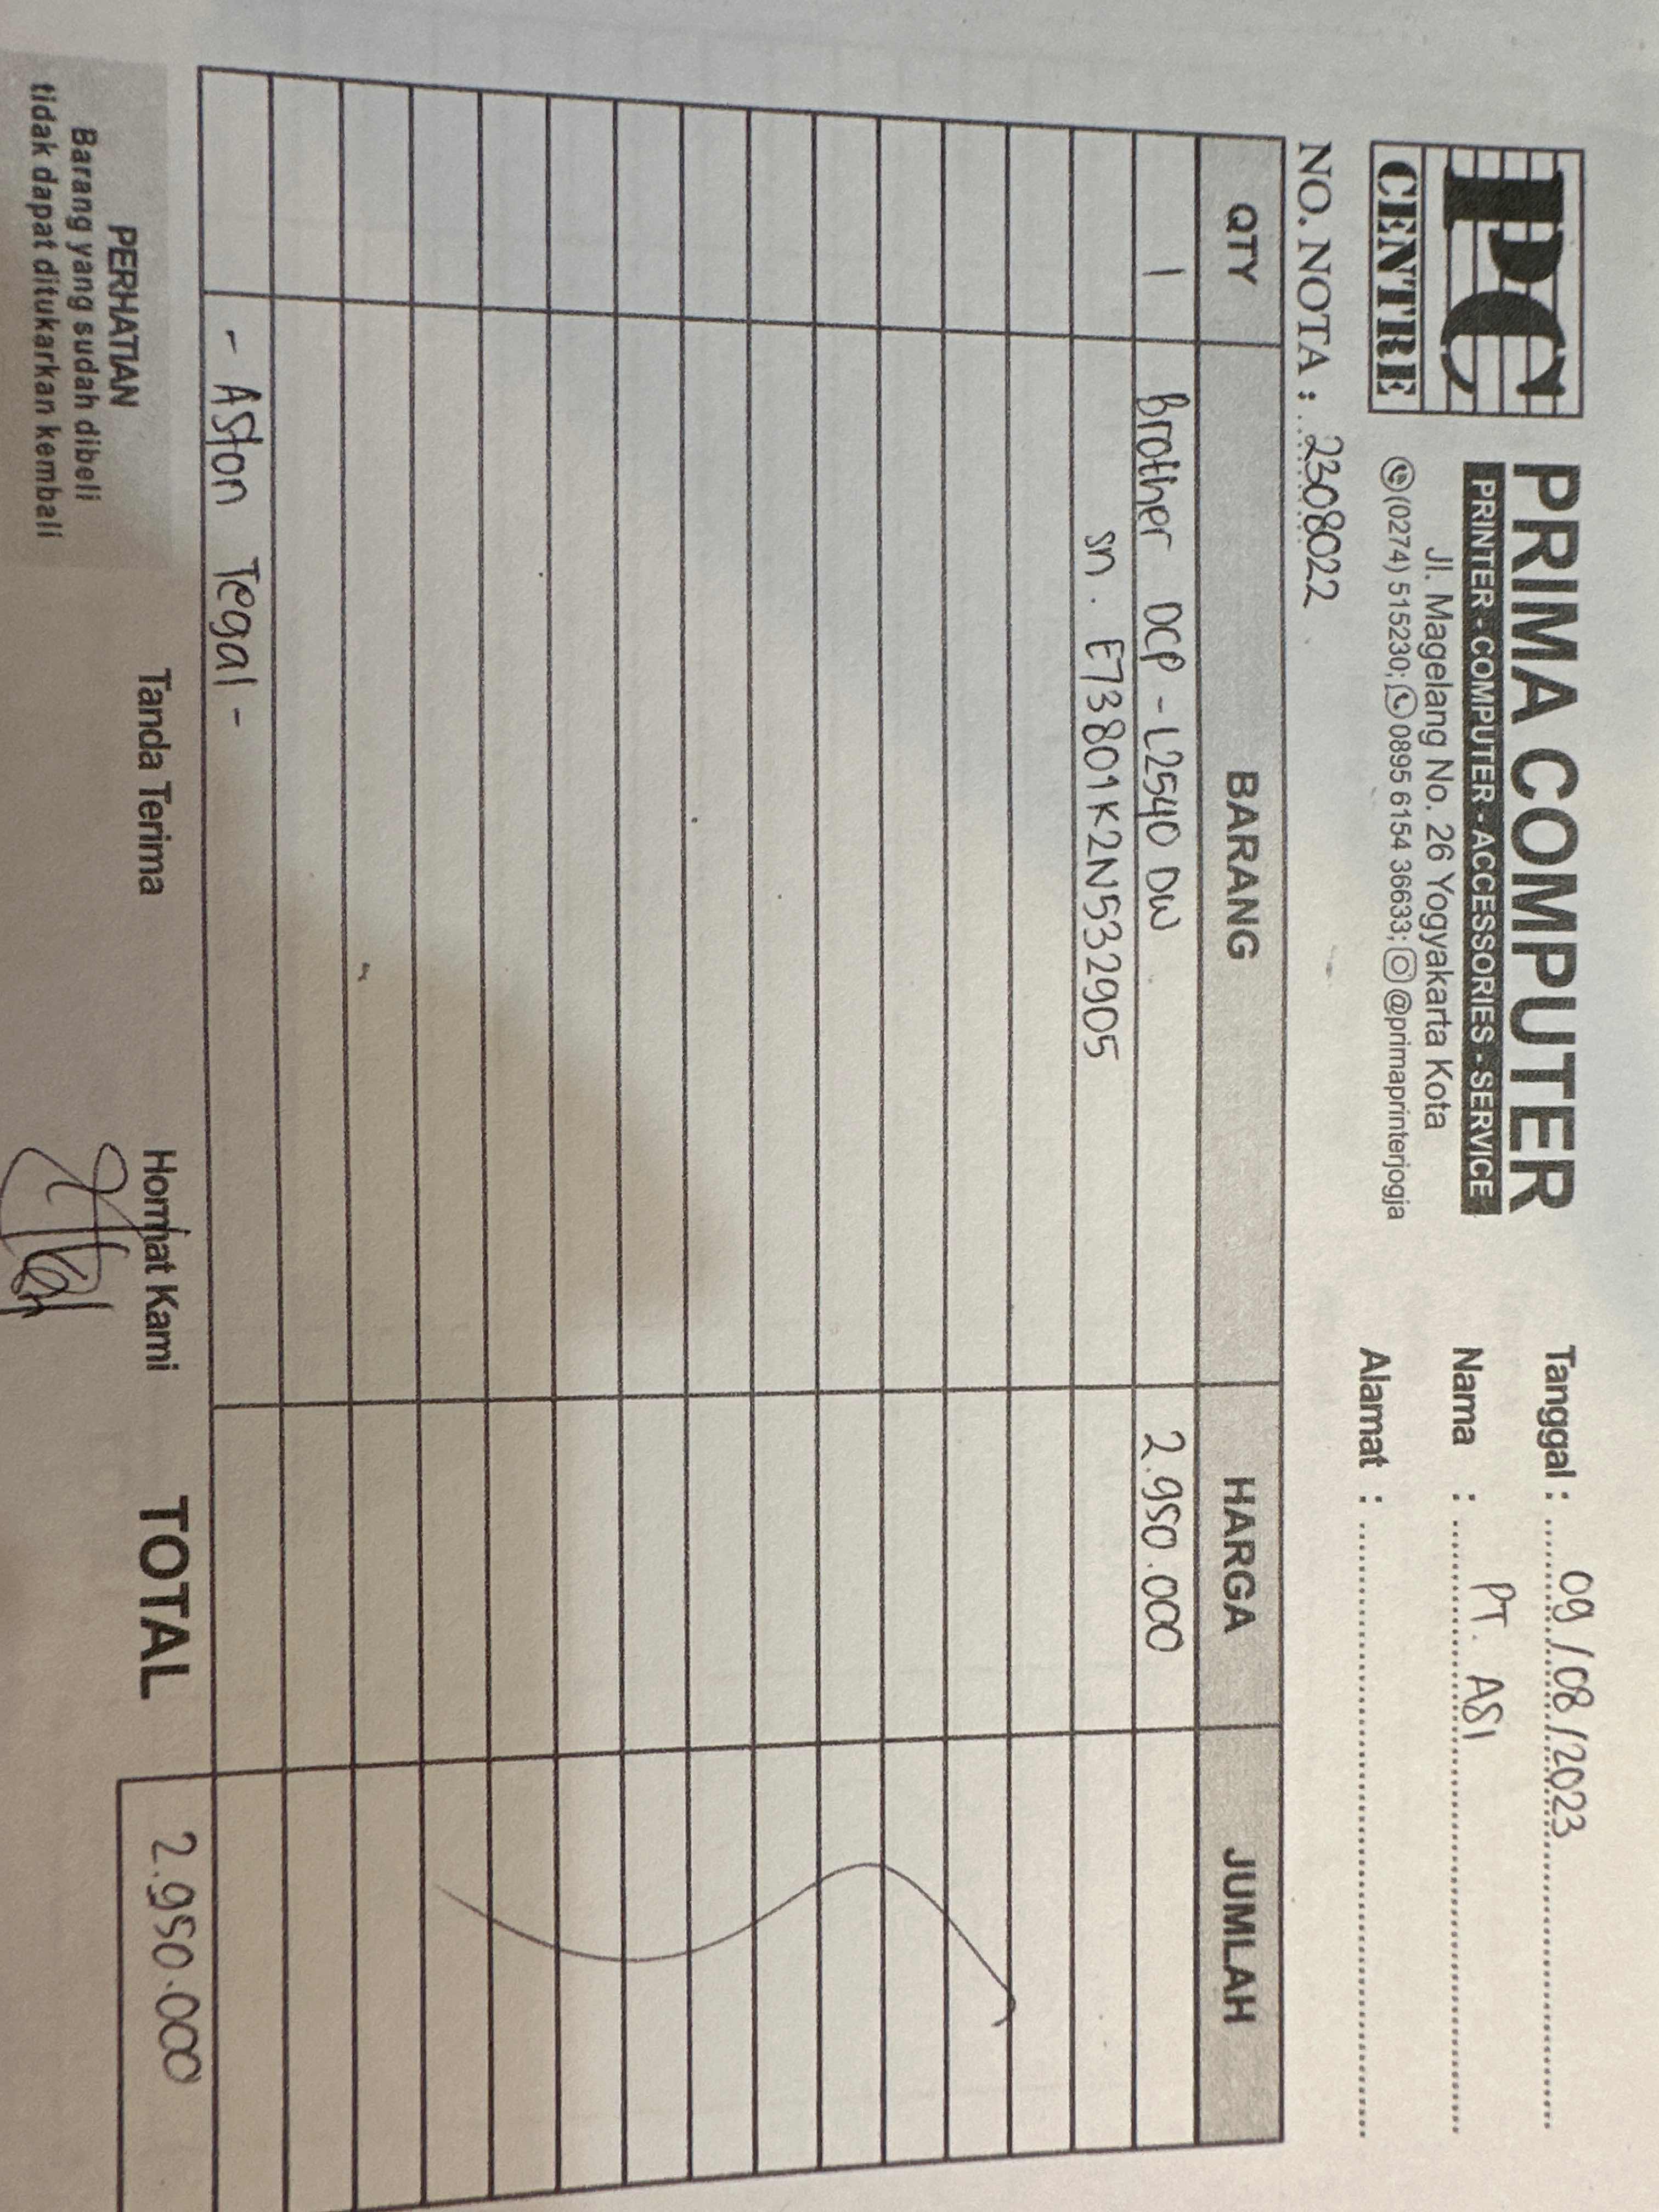 PC
CENTRE
PRIMA COMPUTER
PRINTER - COMPUTER - ACCESSORIES - SERVICE
Jl. Magelang No. 26 Yogyakarta Kota
(0274) 515230; 0895 6154 36633; @primaprinterjogja
Tanggal : 09/08/2023
Nama : PT. ASI
Alamat :
NO. NOTA : 2308022
QTY BARANG HARGA JUMLAH
1 Brother DCP-L2540 DW 2.950.000
sn. E73801K2N532905
- Aston Tegal -
PERHATIAN
Barang yang sudah dibeli
tidak dapat ditukarkan kembali
Tanda Terima
Hormat Kami
TOTAL 2.950.000